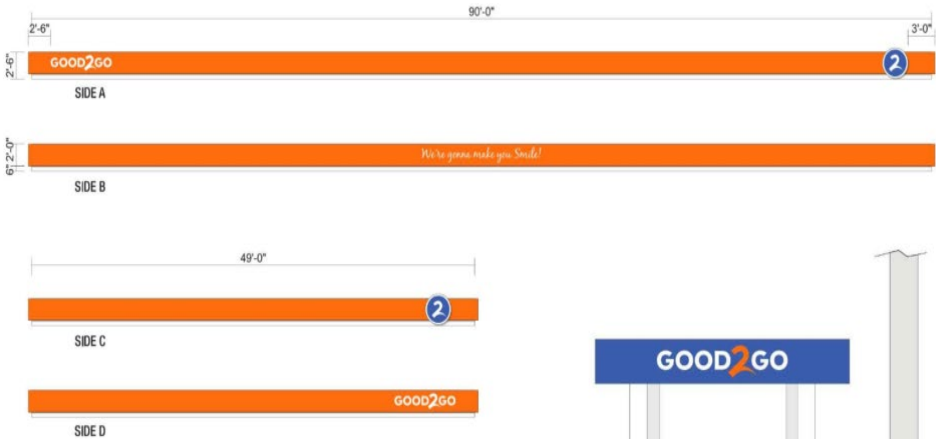 90'-0"
2'-6"
3'-0"
2'-6"
GOOD2GO
2
SIDE A
2'-0"
6"
We're gonna make you Smile!
SIDE B
49'-0"
2
SIDE C
GOOD2GO
GOOD2GO
SIDE D